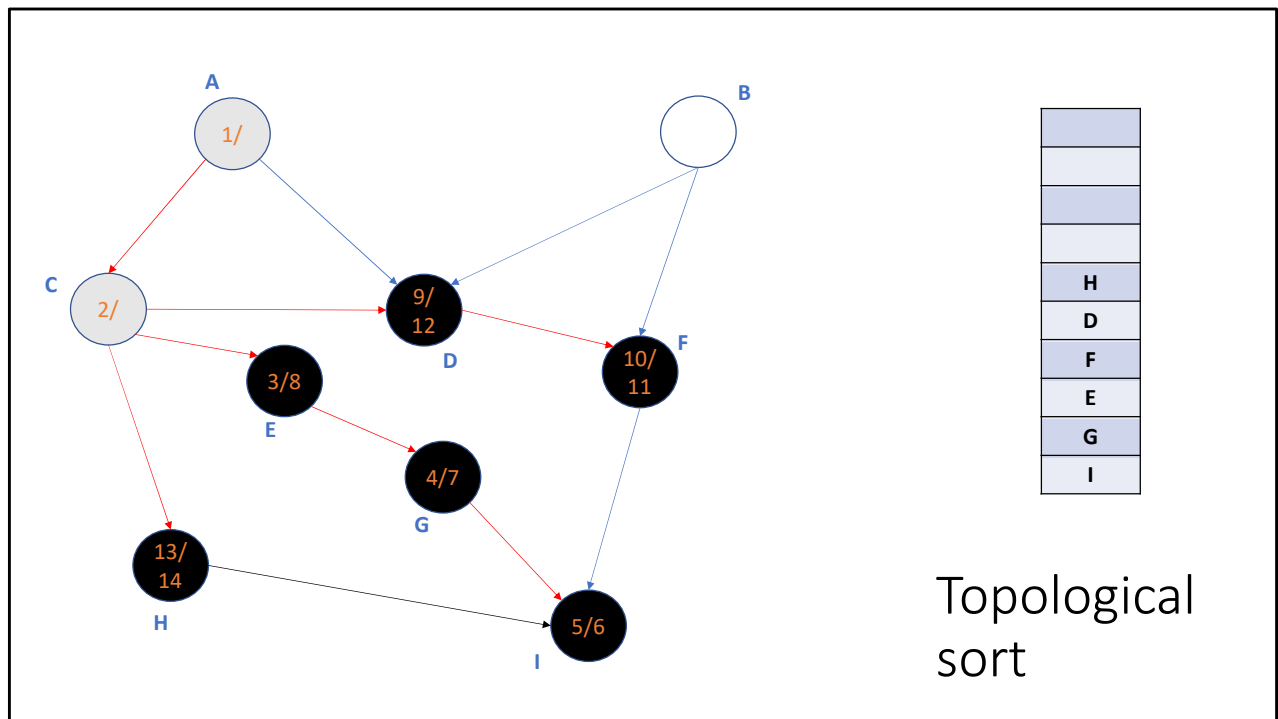 A
B
1/
C
2/
9/
12
D
F
10/
11
3/8
E
4/7
G
13/
14
H
5/6
I
H
D
F
E
G
I
Topological
sort